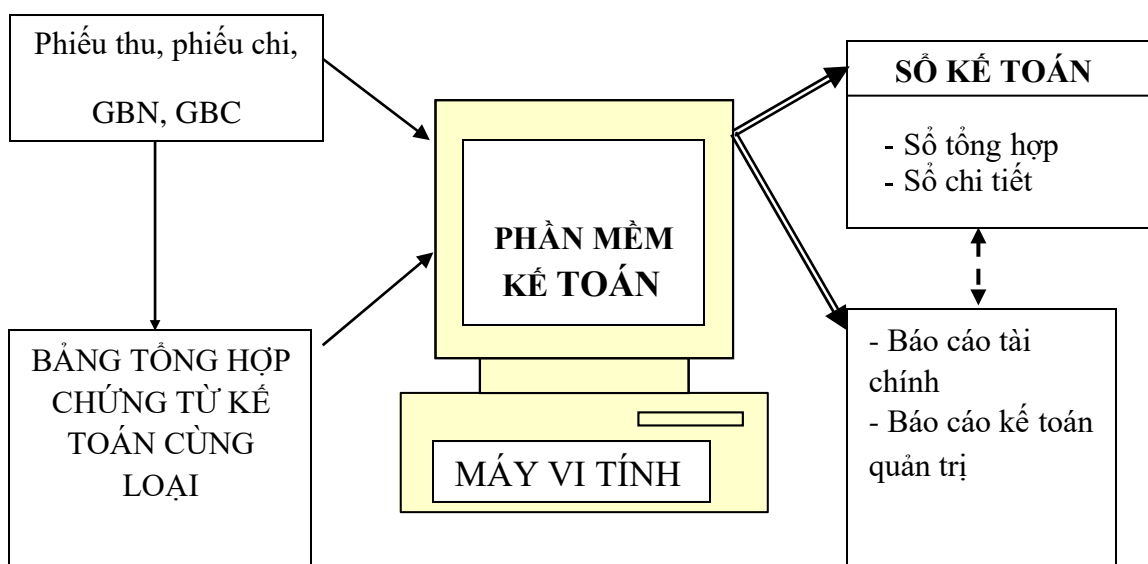 Phiếu thu, phiếu chi,
GBN, GBC
BẢNG TỔNG HỢP
CHỨNG TỪ KẾ
TOÁN CÙNG
LOẠI
PHẦN MỀM
KẾ TOÁN
MÁY VI TÍNH
SỔ KẾ TOÁN
- Sổ tổng hợp
- Sổ chi tiết
- Báo cáo tài
chính
- Báo cáo kế toán
quản trị